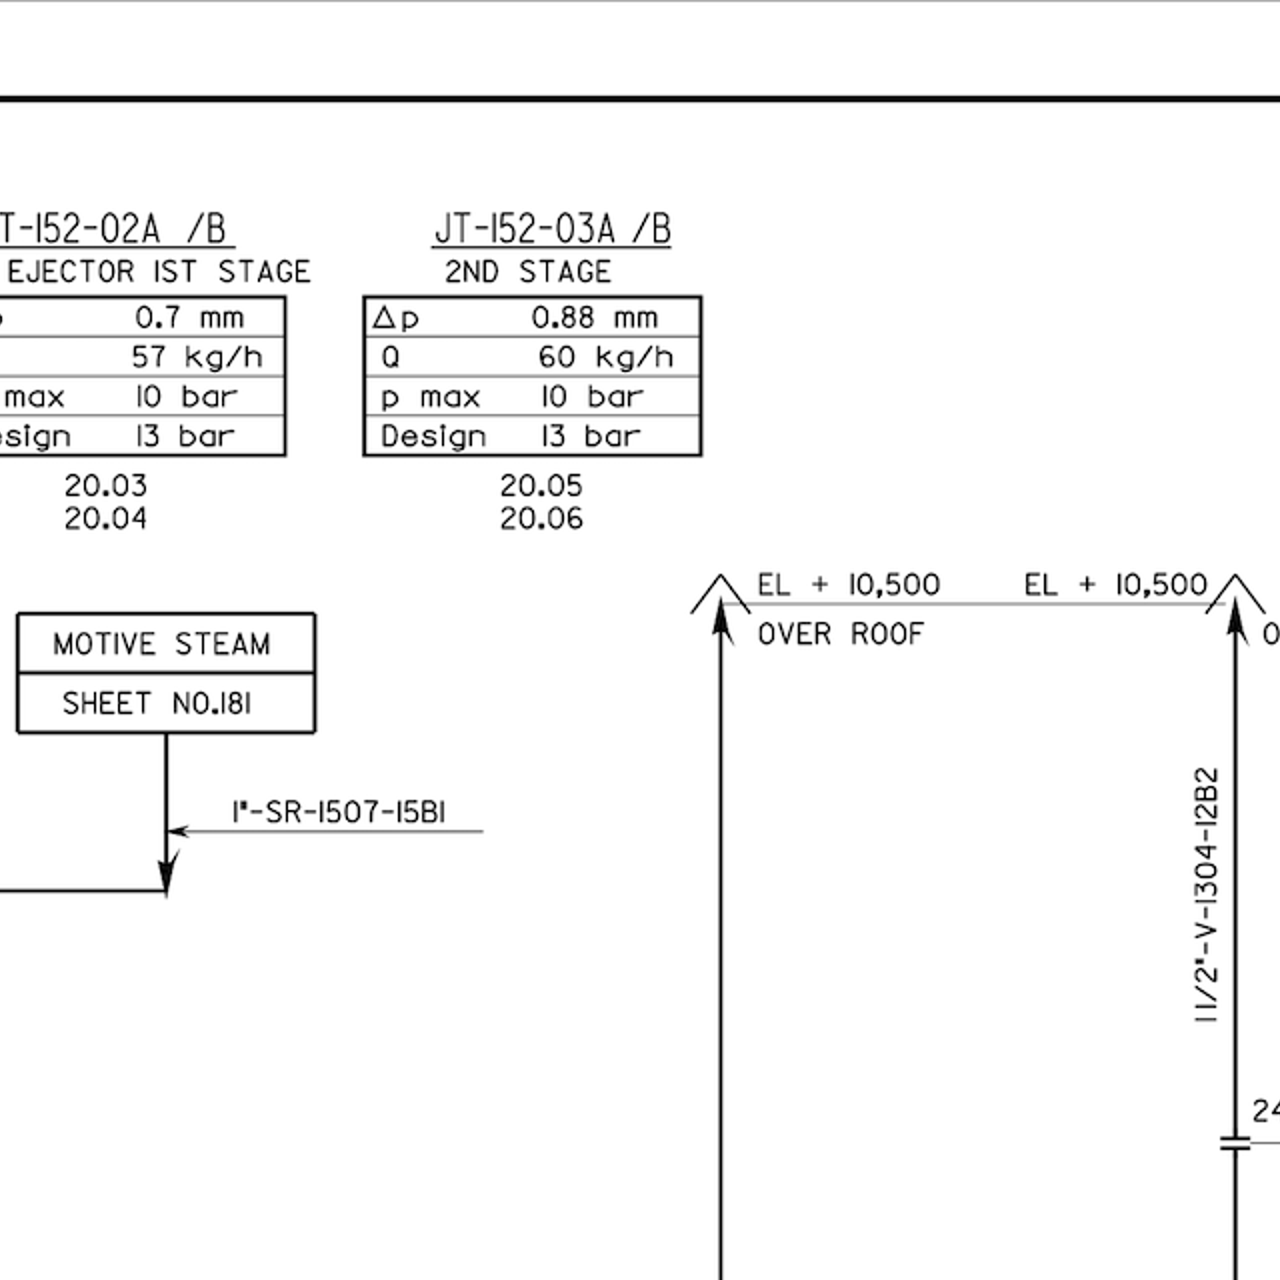 T-152-02A /B
EJECTOR 1ST STAGE
0.7 mm
57 kg/h
max 10 bar
esign 13 bar
20.03
20.04
JT-152-03A /B
2ND STAGE
Δp 0.88 mm
Q 60 kg/h
p max 10 bar
Design 13 bar
20.05
20.06
MOTIVE STEAM
SHEET NO.181
1"-SR-1507-15B1
EL + 10,500
OVER ROOF
EL + 10,500
O
1 1/2"-V-1304-12B2
24